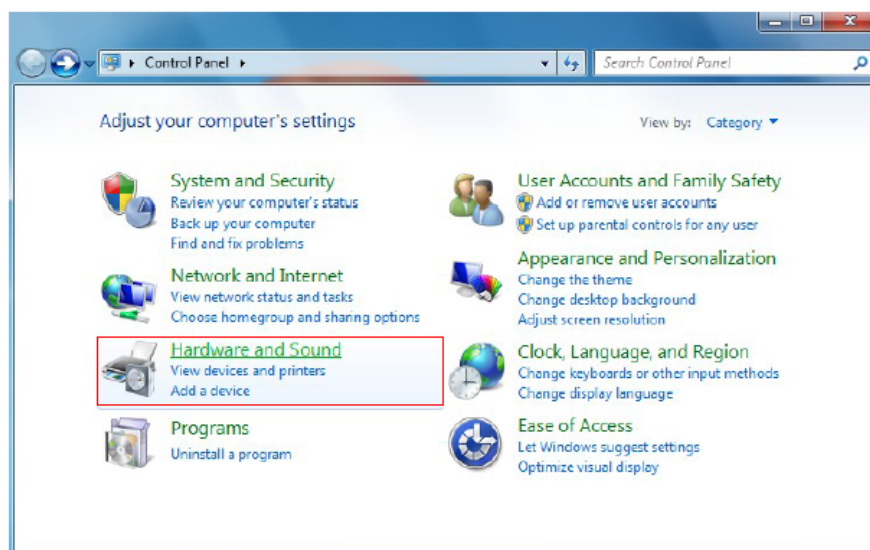 Control Panel
Search Control Panel
Adjust your computer's settings
View by: Category
System and Security
Review your computer's status
Back up your computer
Find and fix problems
Network and Internet
View network status and tasks
Choose homegroup and sharing options
Hardware and Sound
View devices and printers
Add a device
Programs
Uninstall a program
User Accounts and Family Safety
Add or remove user accounts
Set up parental controls for any user
Appearance and Personalization
Change the theme
Change desktop background
Adjust screen resolution
Clock, Language, and Region
Change keyboards or other input methods
Change display language
Ease of Access
Let Windows suggest settings
Optimize visual display